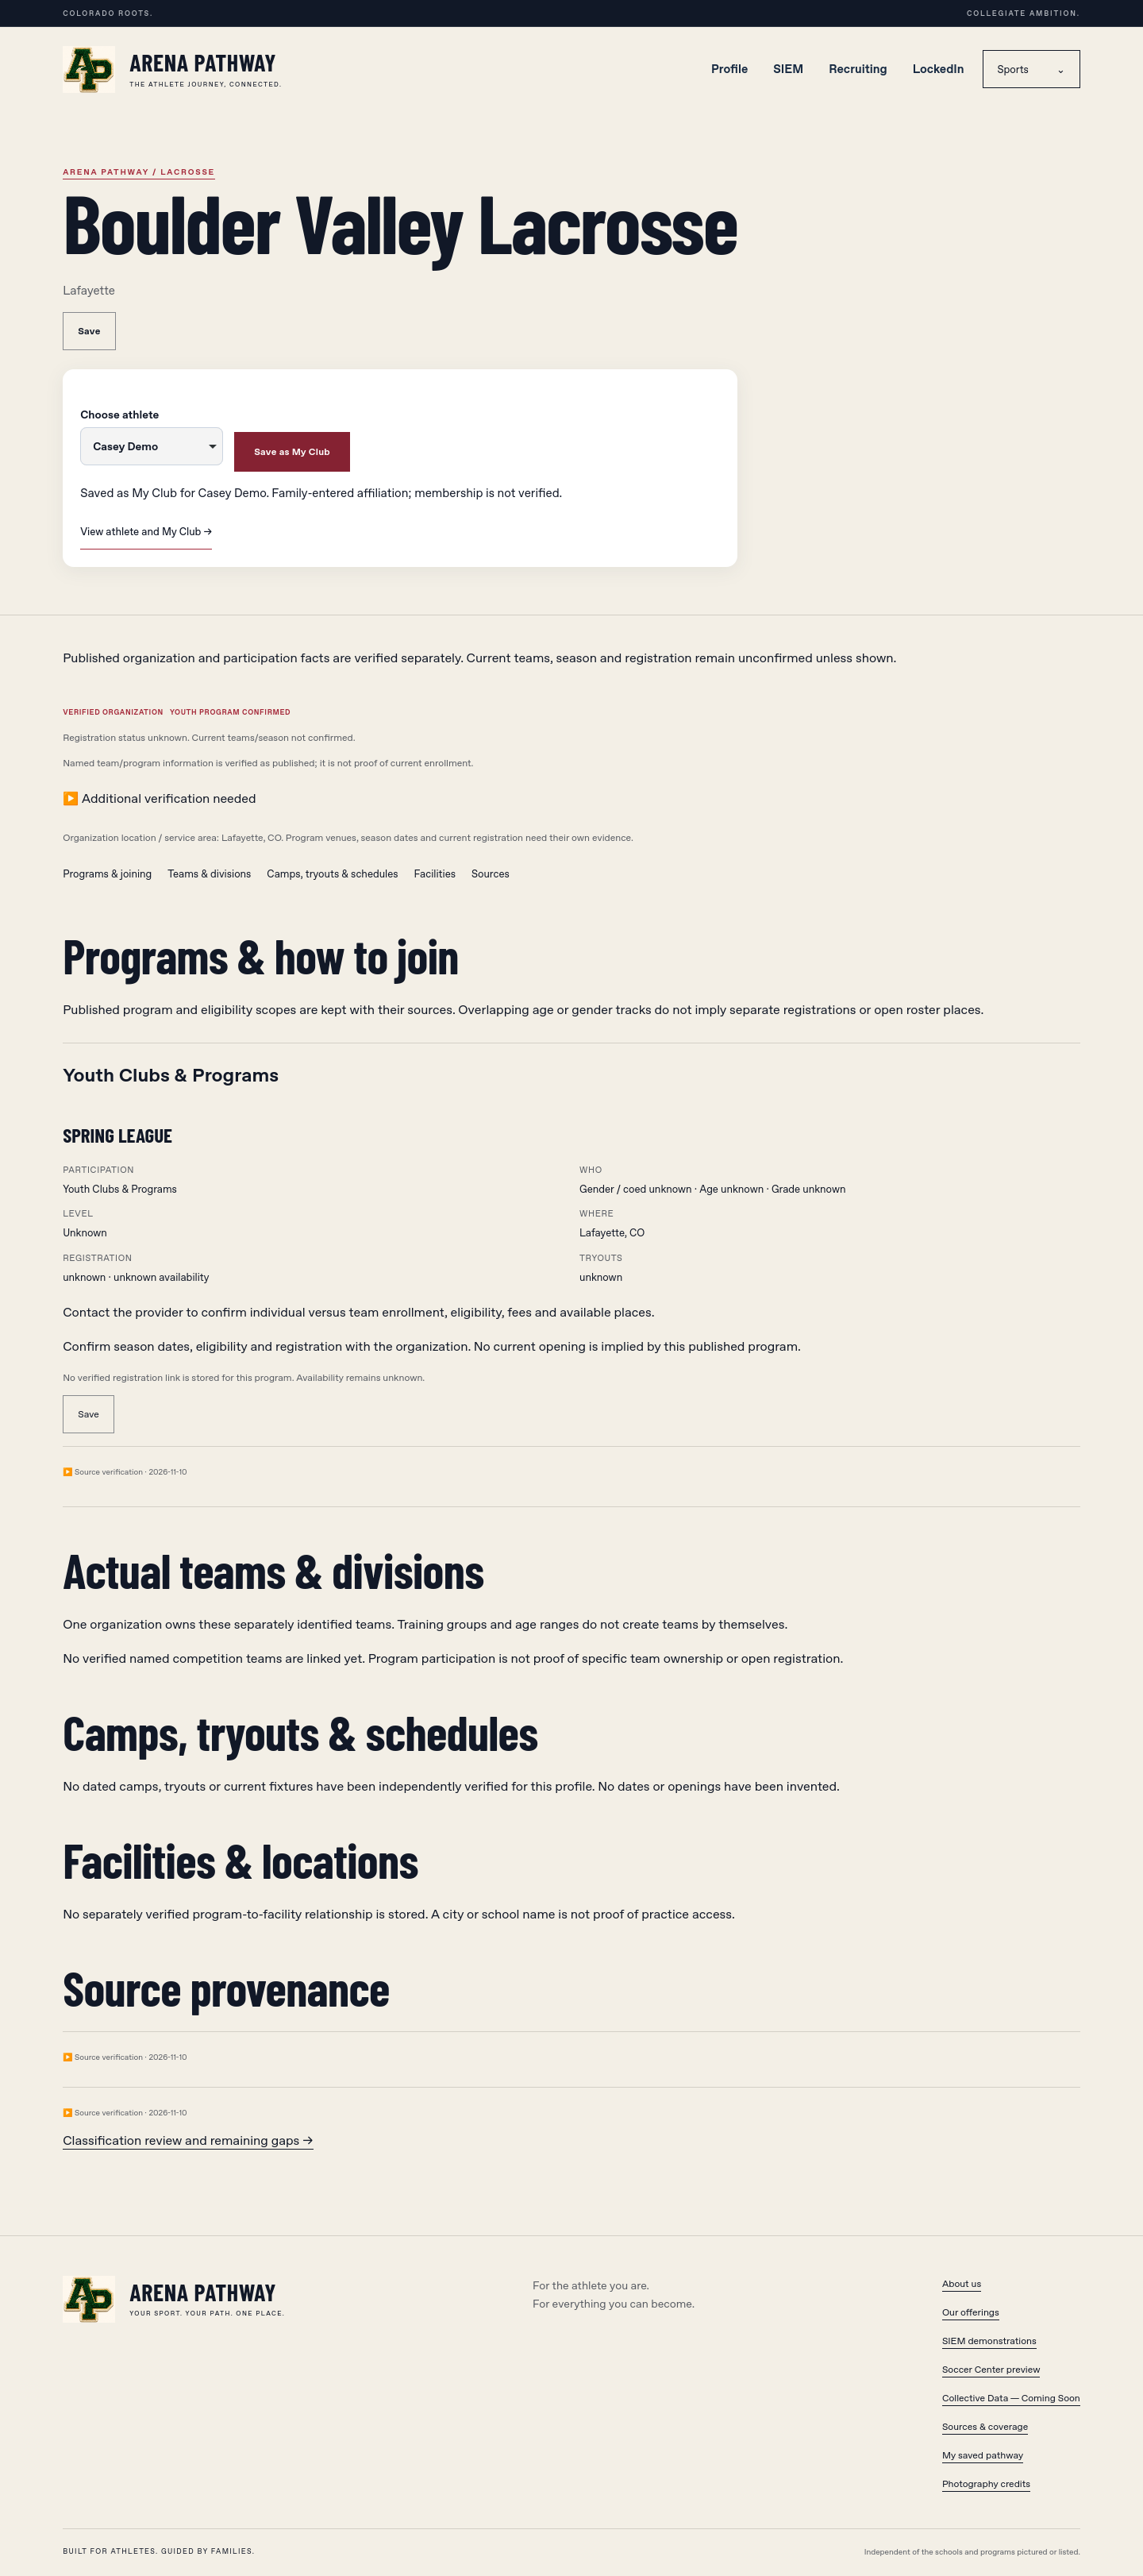 COLORADO ROOTS.
COLLEGIATE AMBITION.
AP
ARENA PATHWAY
THE ATHLETE JOURNEY, CONNECTED.
Profile
SIEM
Recruiting
LockedIn
Sports
ARENA PATHWAY / LACROSSE
Boulder Valley Lacrosse
Lafayette
Save
Choose athlete
Casey Demo
Save as My Club
Saved as My Club for Casey Demo. Family-entered affiliation; membership is not verified.
View athlete and My Club →
Published organization and participation facts are verified separately. Current teams, season and registration remain unconfirmed unless shown.
VERIFIED ORGANIZATION YOUTH PROGRAM CONFIRMED
Registration status unknown. Current teams/season not confirmed.
Named team/program information is verified as published; it is not proof of current enrollment.
▶ Additional verification needed
Organization location / service area: Lafayette, CO. Program venues, season dates and current registration need their own evidence.
Programs & joining
Teams & divisions
Camps, tryouts & schedules
Facilities
Sources
Programs & how to join
Published program and eligibility scopes are kept with their sources. Overlapping age or gender tracks do not imply separate registrations or open roster places.
Youth Clubs & Programs
SPRING LEAGUE
PARTICIPATION
Youth Clubs & Programs
WHO
Gender / coed unknown · Age unknown · Grade unknown
LEVEL
Unknown
WHERE
Lafayette, CO
REGISTRATION
unknown · unknown availability
TRYOUTS
unknown
Contact the provider to confirm individual versus team enrollment, eligibility, fees and available places.
Confirm season dates, eligibility and registration with the organization. No current opening is implied by this published program.
No verified registration link is stored for this program. Availability remains unknown.
Save
▶ Source verification · 2026-11-10
Actual teams & divisions
One organization owns these separately identified teams. Training groups and age ranges do not create teams by themselves.
No verified named competition teams are linked yet. Program participation is not proof of specific team ownership or open registration.
Camps, tryouts & schedules
No dated camps, tryouts or current fixtures have been independently verified for this profile. No dates or openings have been invented.
Facilities & locations
No separately verified program-to-facility relationship is stored. A city or school name is not proof of practice access.
Source provenance
▶ Source verification · 2026-11-10
▶ Source verification · 2026-11-10
Classification review and remaining gaps →
AP
ARENA PATHWAY
YOUR SPORT. YOUR PATH. ONE PLACE.
For the athlete you are.
For everything you can become.
About us
Our offerings
SIEM demonstrations
Soccer Center preview
Collective Data — Coming Soon
Sources & coverage
My saved pathway
Photography credits
BUILT FOR ATHLETES. GUIDED BY FAMILIES.
Independent of the schools and programs pictured or listed.